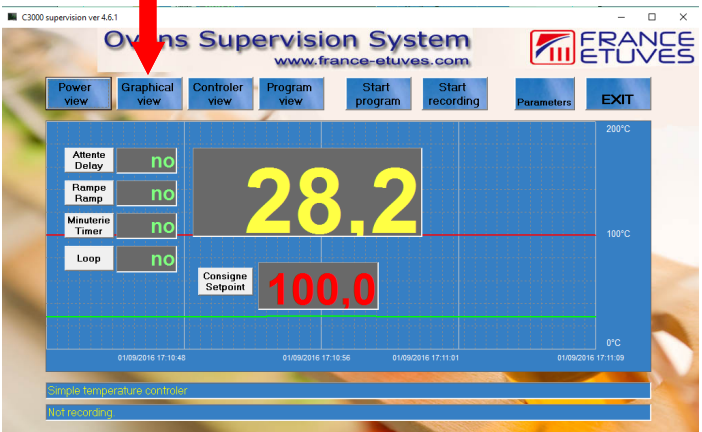 C3000 supervision ver 4.6.1
Ovens Supervision System
www.france-etuves.com
FRANCE
ETUVES
Power
view
Graphical
view
Controler
view
Program
view
Start
program
Start
recording
Parameters
EXIT
200°C
Attente
Delay
no
Rampe
Ramp
no
Minuterie
Timer
no
Loop
no
28,2
Consigne
Setpoint
100,0
100°C
0°C
01/09/2016 17:10:48
01/09/2016 17:10:56
01/09/2016 17:11:01
01/09/2016 17:11:09
Simple temperature controler
Not recording.